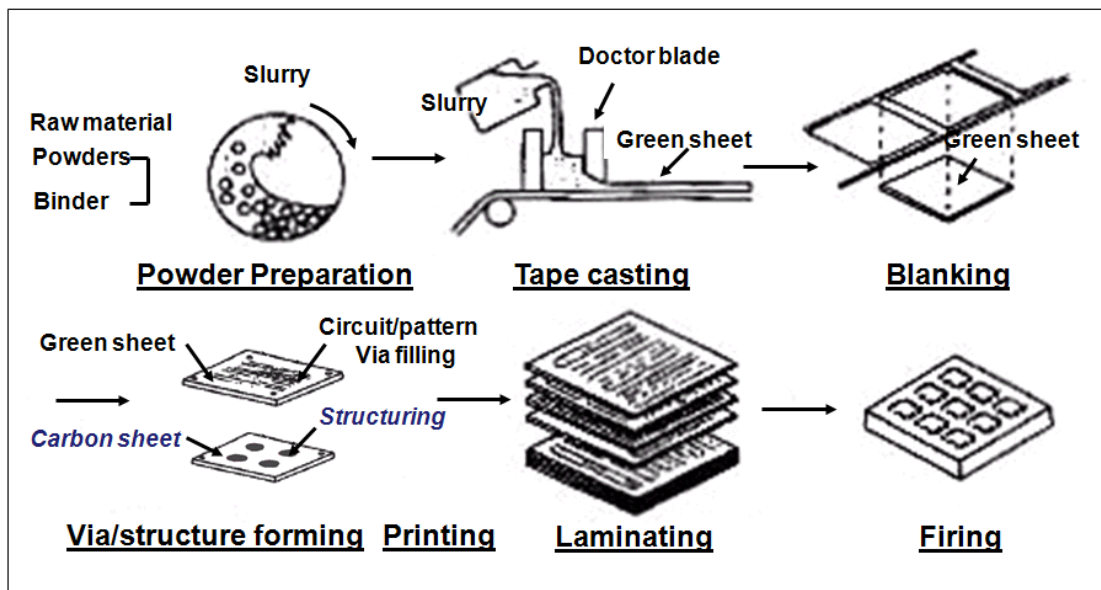 Slurry
Raw material
Powders
Binder
Powder Preparation
Slurry
Doctor blade
Green sheet
Tape casting
Green sheet
Blanking
Green sheet
Circuit/pattern
Via filling
Carbon sheet
Structuring
Via/structure forming
Printing
Laminating
Firing